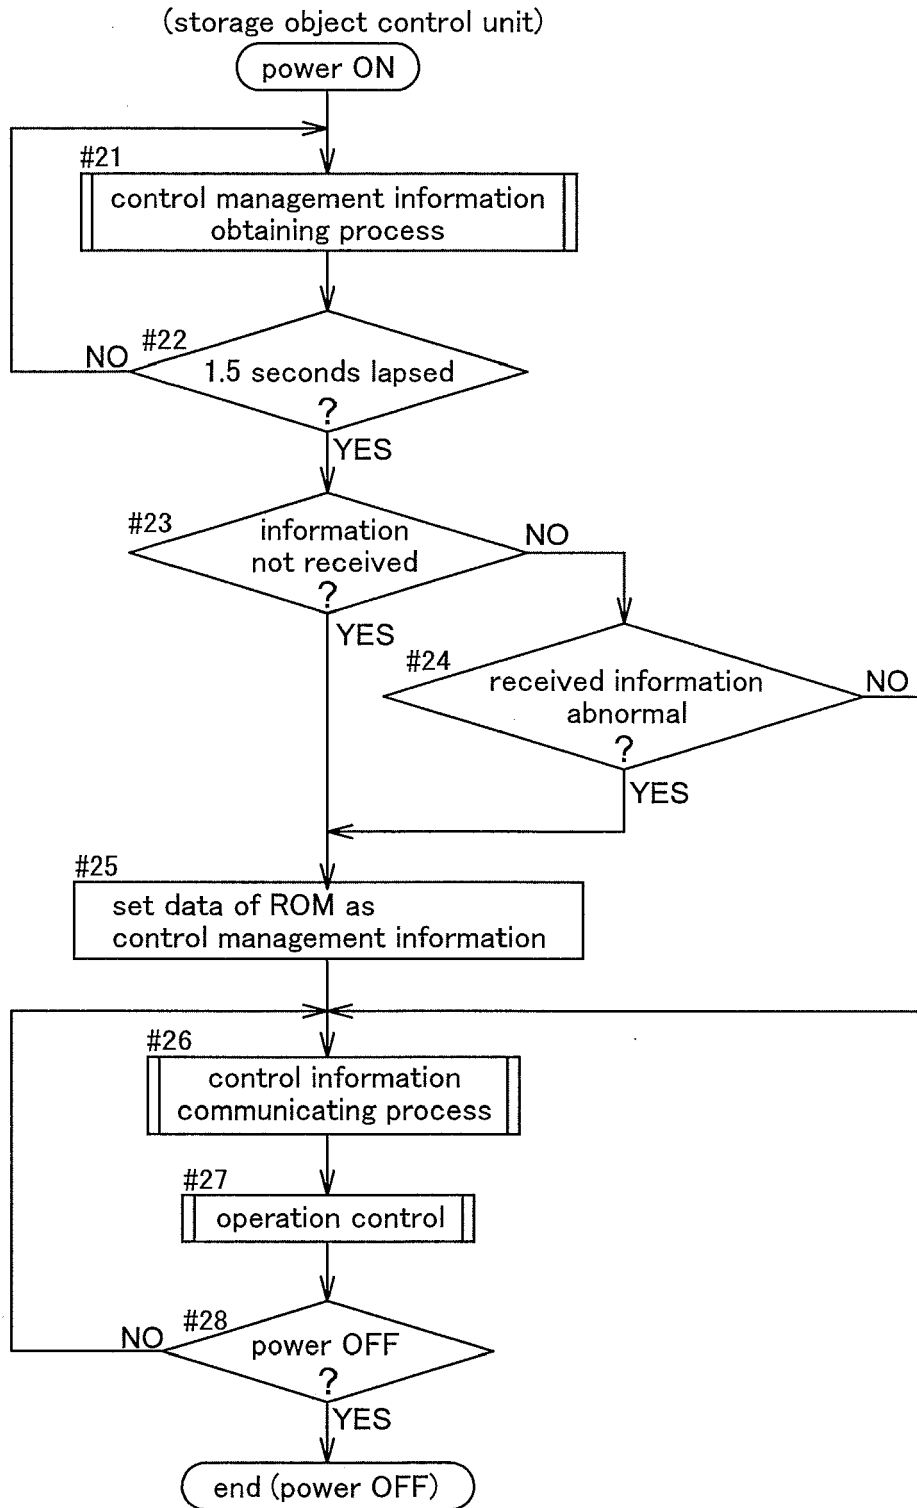 (storage object control unit)
power ON
#21
control management information
obtaining process
#22
NO
1.5 seconds lapsed
?
YES
#23
information
not received
?
NO
YES
#24
received information
abnormal
?
NO
YES
#25
set data of ROM as
control management information
#26
control information
communicating process
#27
operation control
#28
NO
power OFF
?
YES
end (power OFF)